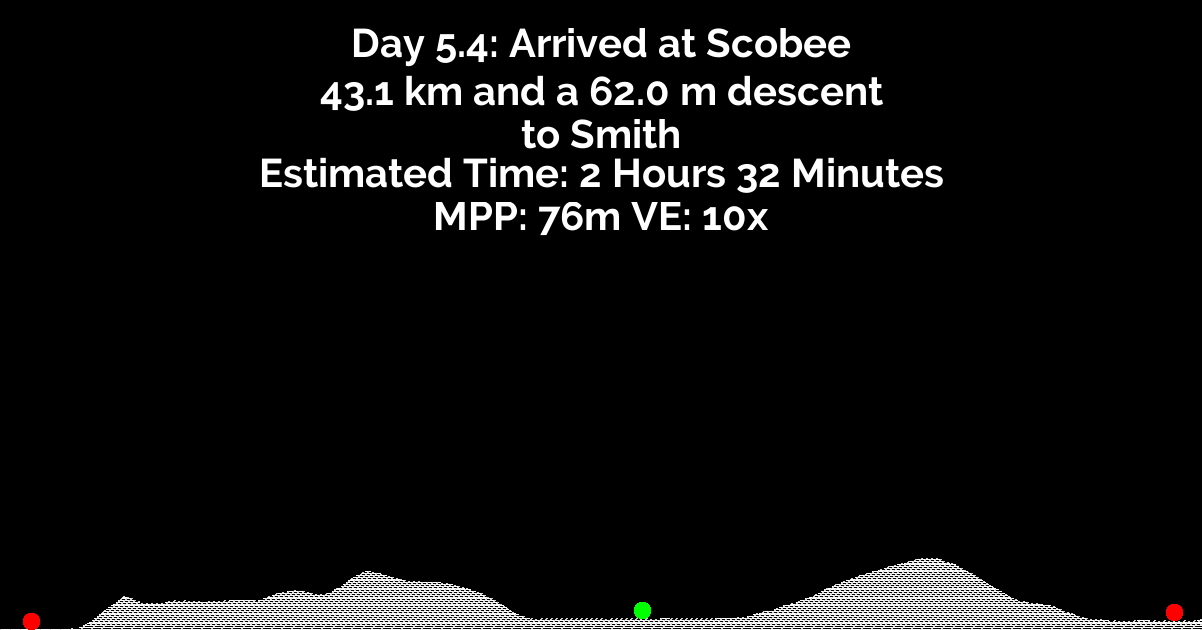 Day 5.4: Arrived at Scobee
43.1 km and a 62.0 m descent
to Smith
Estimated Time: 2 Hours 32 Minutes
MPP: 76m VE: 10x